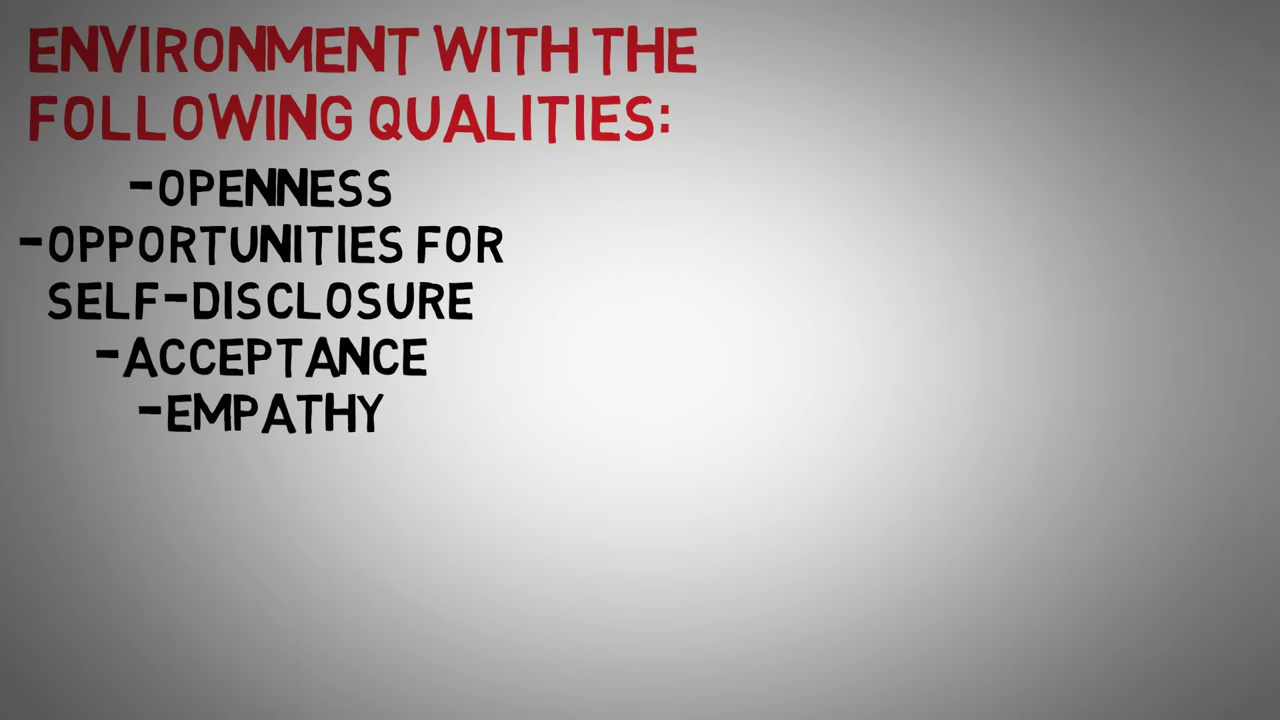 ENVIRONMENT WITH THE
FOLLOWING QUALITIES:
-OPENNESS
-OPPORTUNITIES FOR
SELF-DISCLOSURE
-ACCEPTANCE
-EMPATHY